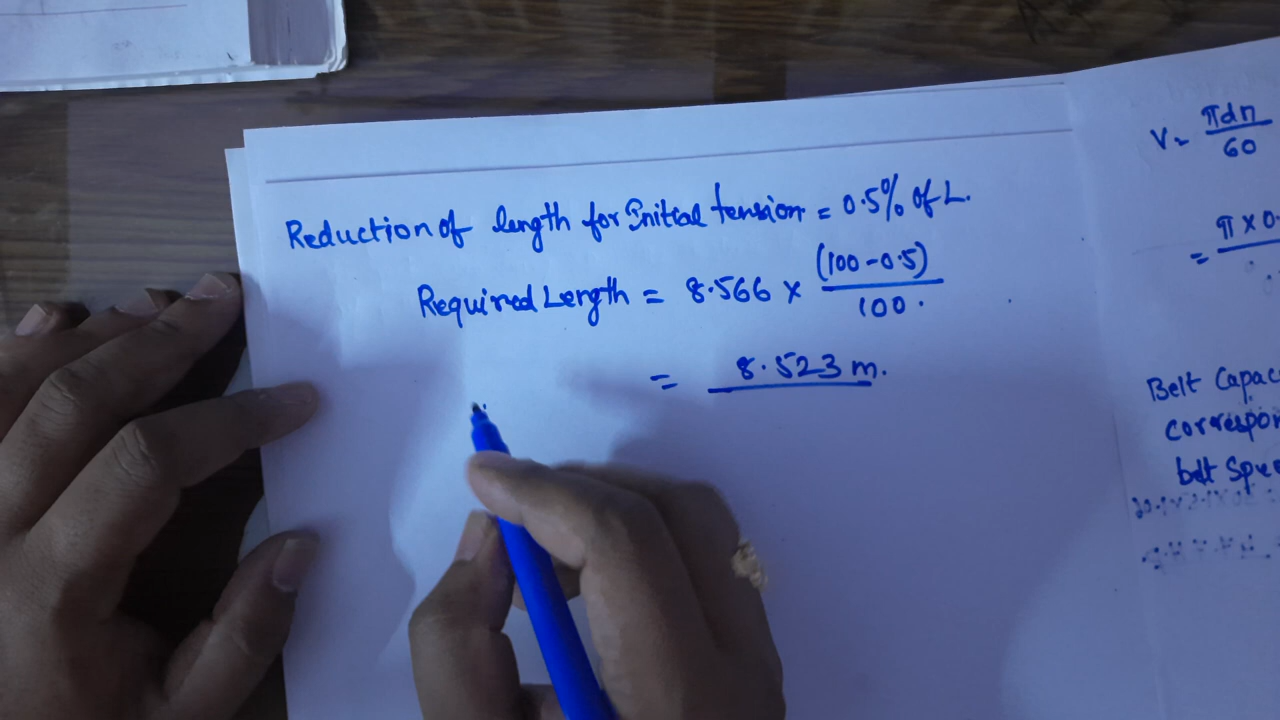 Reduction of length for Initial tension = 0.5% of L.
Required Length = 8.566 × (100 - 0.5)
100.
= 8.523 m.
V = πdn
60
= π × 0.
Belt Capac
correspon
belt Spee